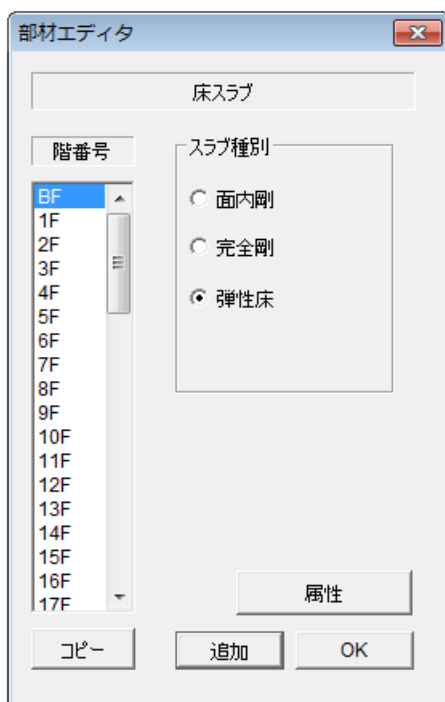 部材エディタ
床スラブ
階番号
BF
1F
2F
3F
4F
5F
6F
7F
8F
9F
10F
11F
12F
13F
14F
15F
16F
17F
スラブ種別
面内剛
完全剛
弾性床
属性
コピー
追加
OK